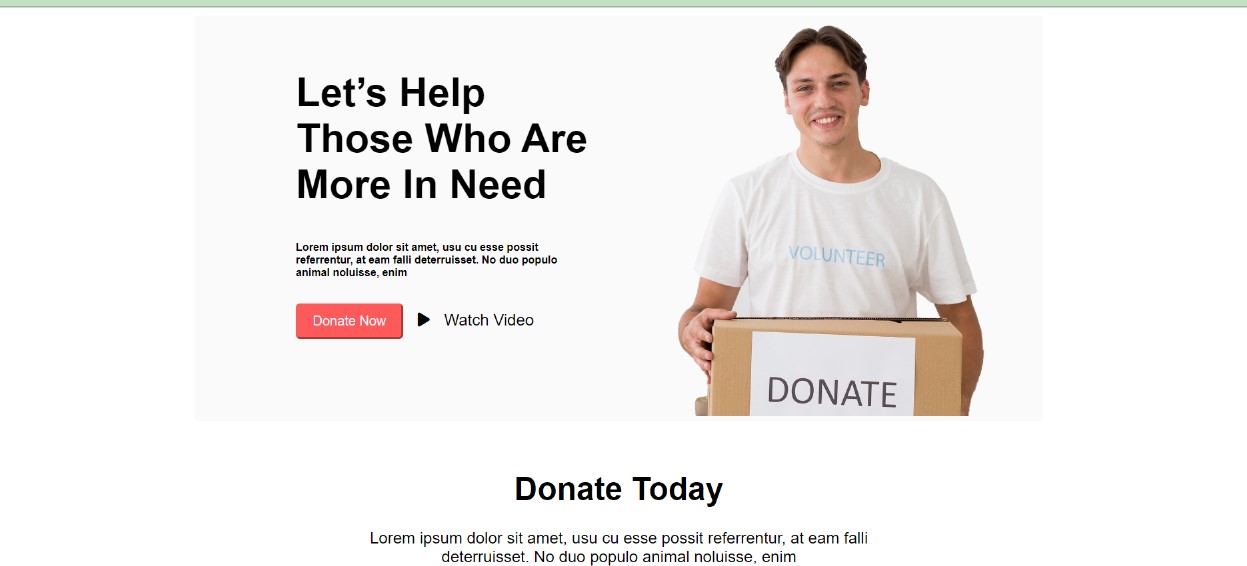 Let’s Help
Those Who Are
More In Need
Lorem ipsum dolor sit amet, usu cu esse possit
referrentur, at eam falli deterruisset. No duo populo
animal noluisse, enim
Donate Now
Watch Video
VOLUNTEER
DONATE
Donate Today
Lorem ipsum dolor sit amet, usu cu esse possit referrentur, at eam falli
deterruisset. No duo populo animal noluisse, enim